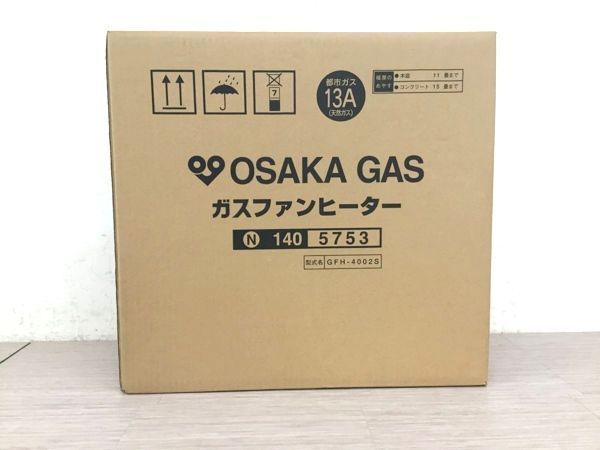 7
都市ガス
13A
(天然ガス)
暖房の
めやす
●木造 11 畳まで
●コンクリート 15 畳まで
OSAKA GAS
ガスファンヒーター
N 140 5753
型式名 GFH-4002S